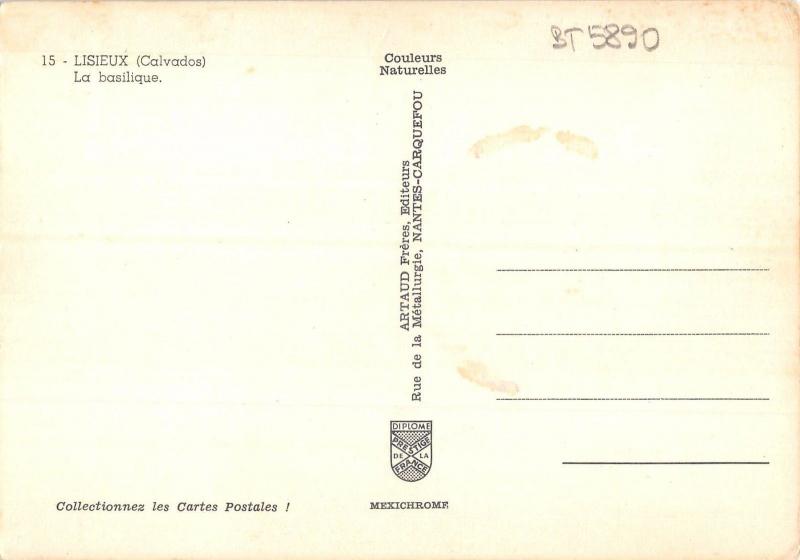 BT5890
15 - LISIEUX (Calvados)
La basilique.
Couleurs
Naturelles
ARTAUD Frères, Editeurs
Rue de la Métallurgie, NANTES-CARQUEFOU
DIPLOME
PRESTIGE
DE LA
FRANCE
Collectionnez les Cartes Postales !
MEXICHROME